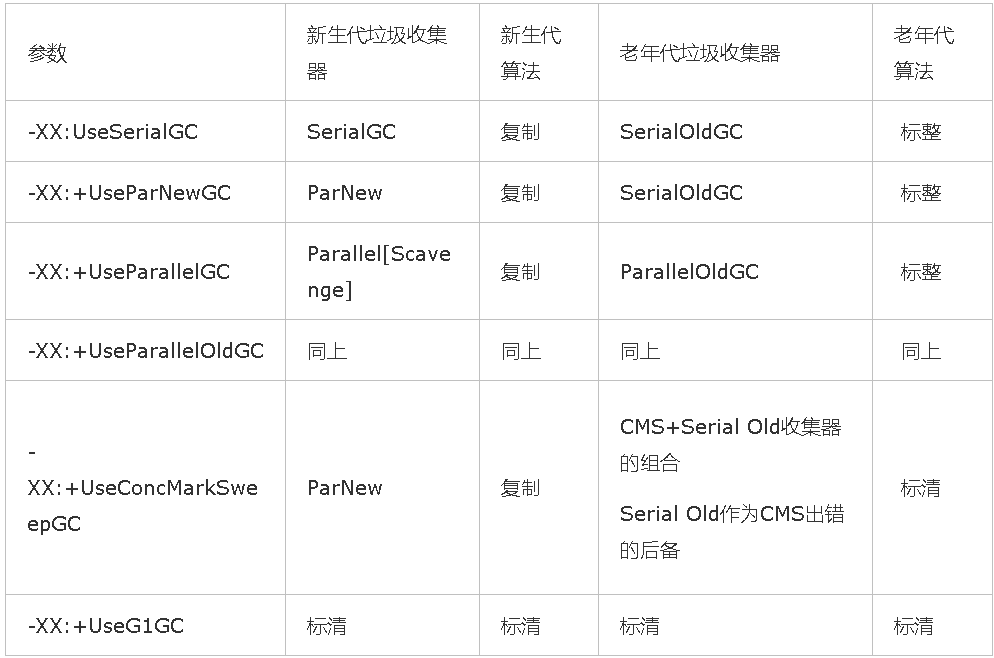 参数
新生代垃圾收集
器
新生代
算法
老年代垃圾收集器
老年代
算法
-XX:UseSerialGC
SerialGC
复制
SerialOldGC
标整
-XX:+UseParNewGC
ParNew
复制
SerialOldGC
标整
-XX:+UseParallelGC
Parallel[Scave
nge]
复制
ParallelOldGC
标整
-XX:+UseParallelOldGC
同上
同上
同上
同上
-
XX:+UseConcMarkSwe
epGC
ParNew
复制
CMS+Serial Old收集器
的组合
Serial Old作为CMS出错
的后备
标清
-XX:+UseG1GC
标清
标清
标清
标清